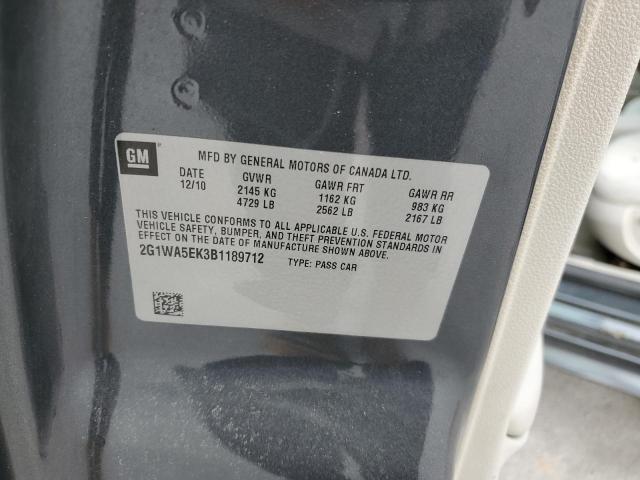 GM
MFD BY GENERAL MOTORS OF CANADA LTD.
DATE GVWR GAWR FRT GAWR RR
12/10 2145 KG 1162 KG 983 KG
4729 LB 2562 LB 2167 LB
THIS VEHICLE CONFORMS TO ALL APPLICABLE U.S. FEDERAL MOTOR
VEHICLE SAFETY, BUMPER, AND THEFT PREVENTION STANDARDS IN
EFFECT ON THE DATE OF MANUFACTURE SHOWN ABOVE.
2G1WA5EK3B1189712 TYPE: PASS CAR